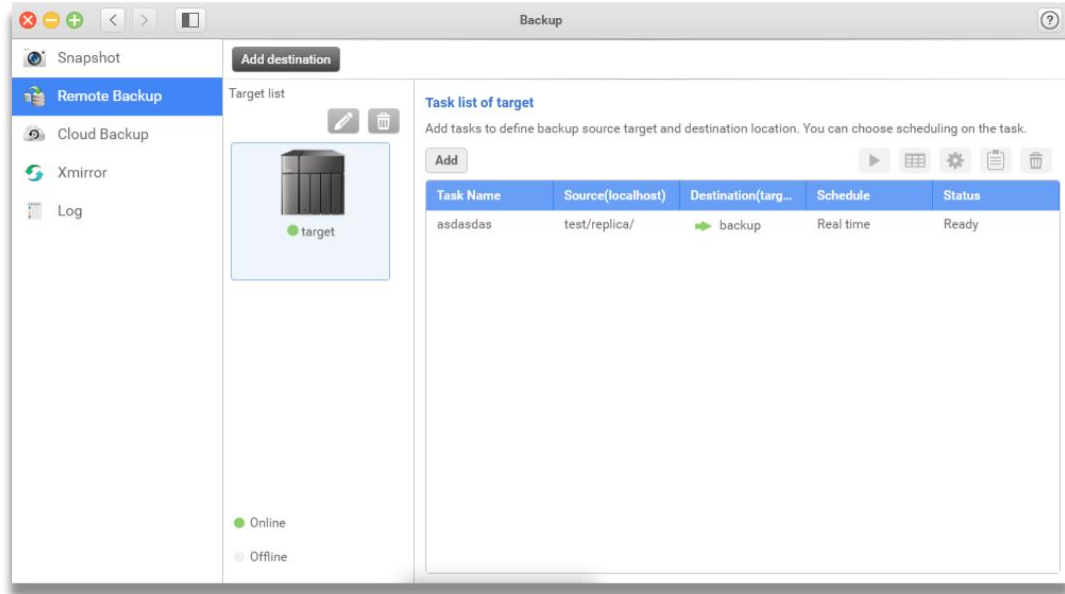 Backup
?
Snapshot
Remote Backup
Cloud Backup
Xmirror
Log
Add destination
Target list
target
Online
Offline
Task list of target
Add tasks to define backup source target and destination location. You can choose scheduling on the task.
Add
Task Name Source(localhost) Destination(targ... Schedule Status
asdasdas test/replica/ backup Real time Ready